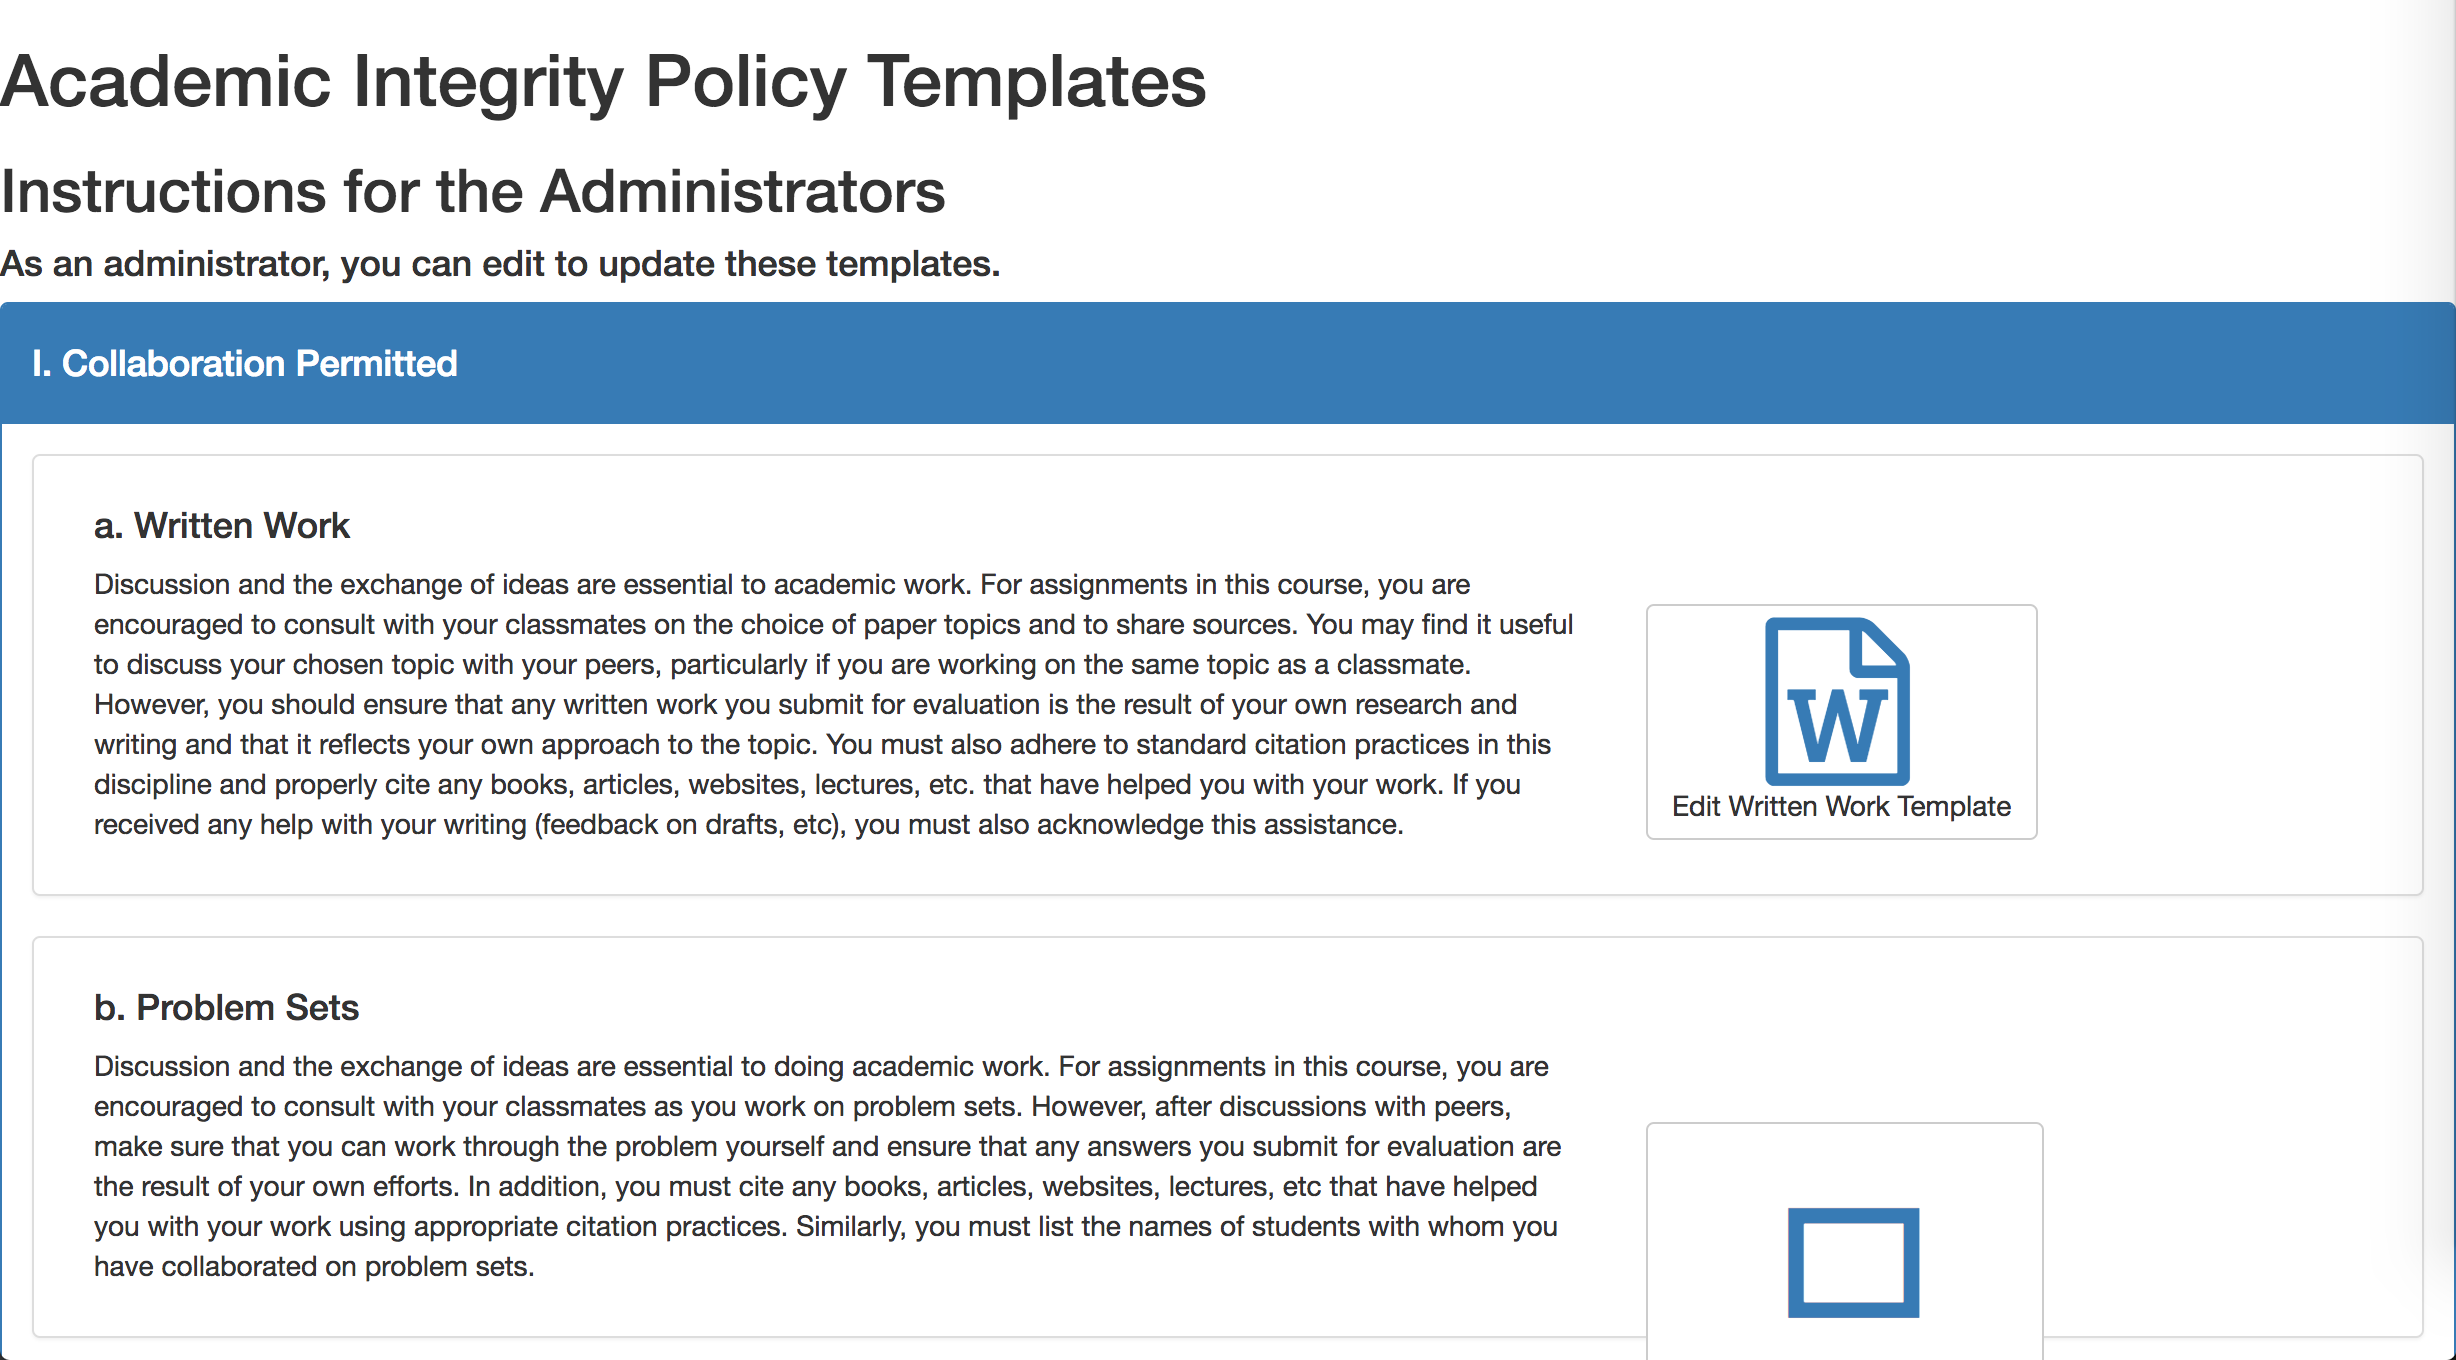 Academic Integrity Policy Templates
Instructions for the Administrators
As an administrator, you can edit to update these templates.
I. Collaboration Permitted
a. Written Work
Discussion and the exchange of ideas are essential to academic work. For assignments in this course, you are
encouraged to consult with your classmates on the choice of paper topics and to share sources. You may find it useful
to discuss your chosen topic with your peers, particularly if you are working on the same topic as a classmate.
However, you should ensure that any written work you submit for evaluation is the result of your own research and
writing and that it reflects your own approach to the topic. You must also adhere to standard citation practices in this
discipline and properly cite any books, articles, websites, lectures, etc. that have helped you with your work. If you
received any help with your writing (feedback on drafts, etc), you must also acknowledge this assistance.
W
Edit Written Work Template
b. Problem Sets
Discussion and the exchange of ideas are essential to doing academic work. For assignments in this course, you are
encouraged to consult with your classmates as you work on problem sets. However, after discussions with peers,
make sure that you can work through the problem yourself and ensure that any answers you submit for evaluation are
the result of your own efforts. In addition, you must cite any books, articles, websites, lectures, etc that have helped
you with your work using appropriate citation practices. Similarly, you must list the names of students with whom you
have collaborated on problem sets.